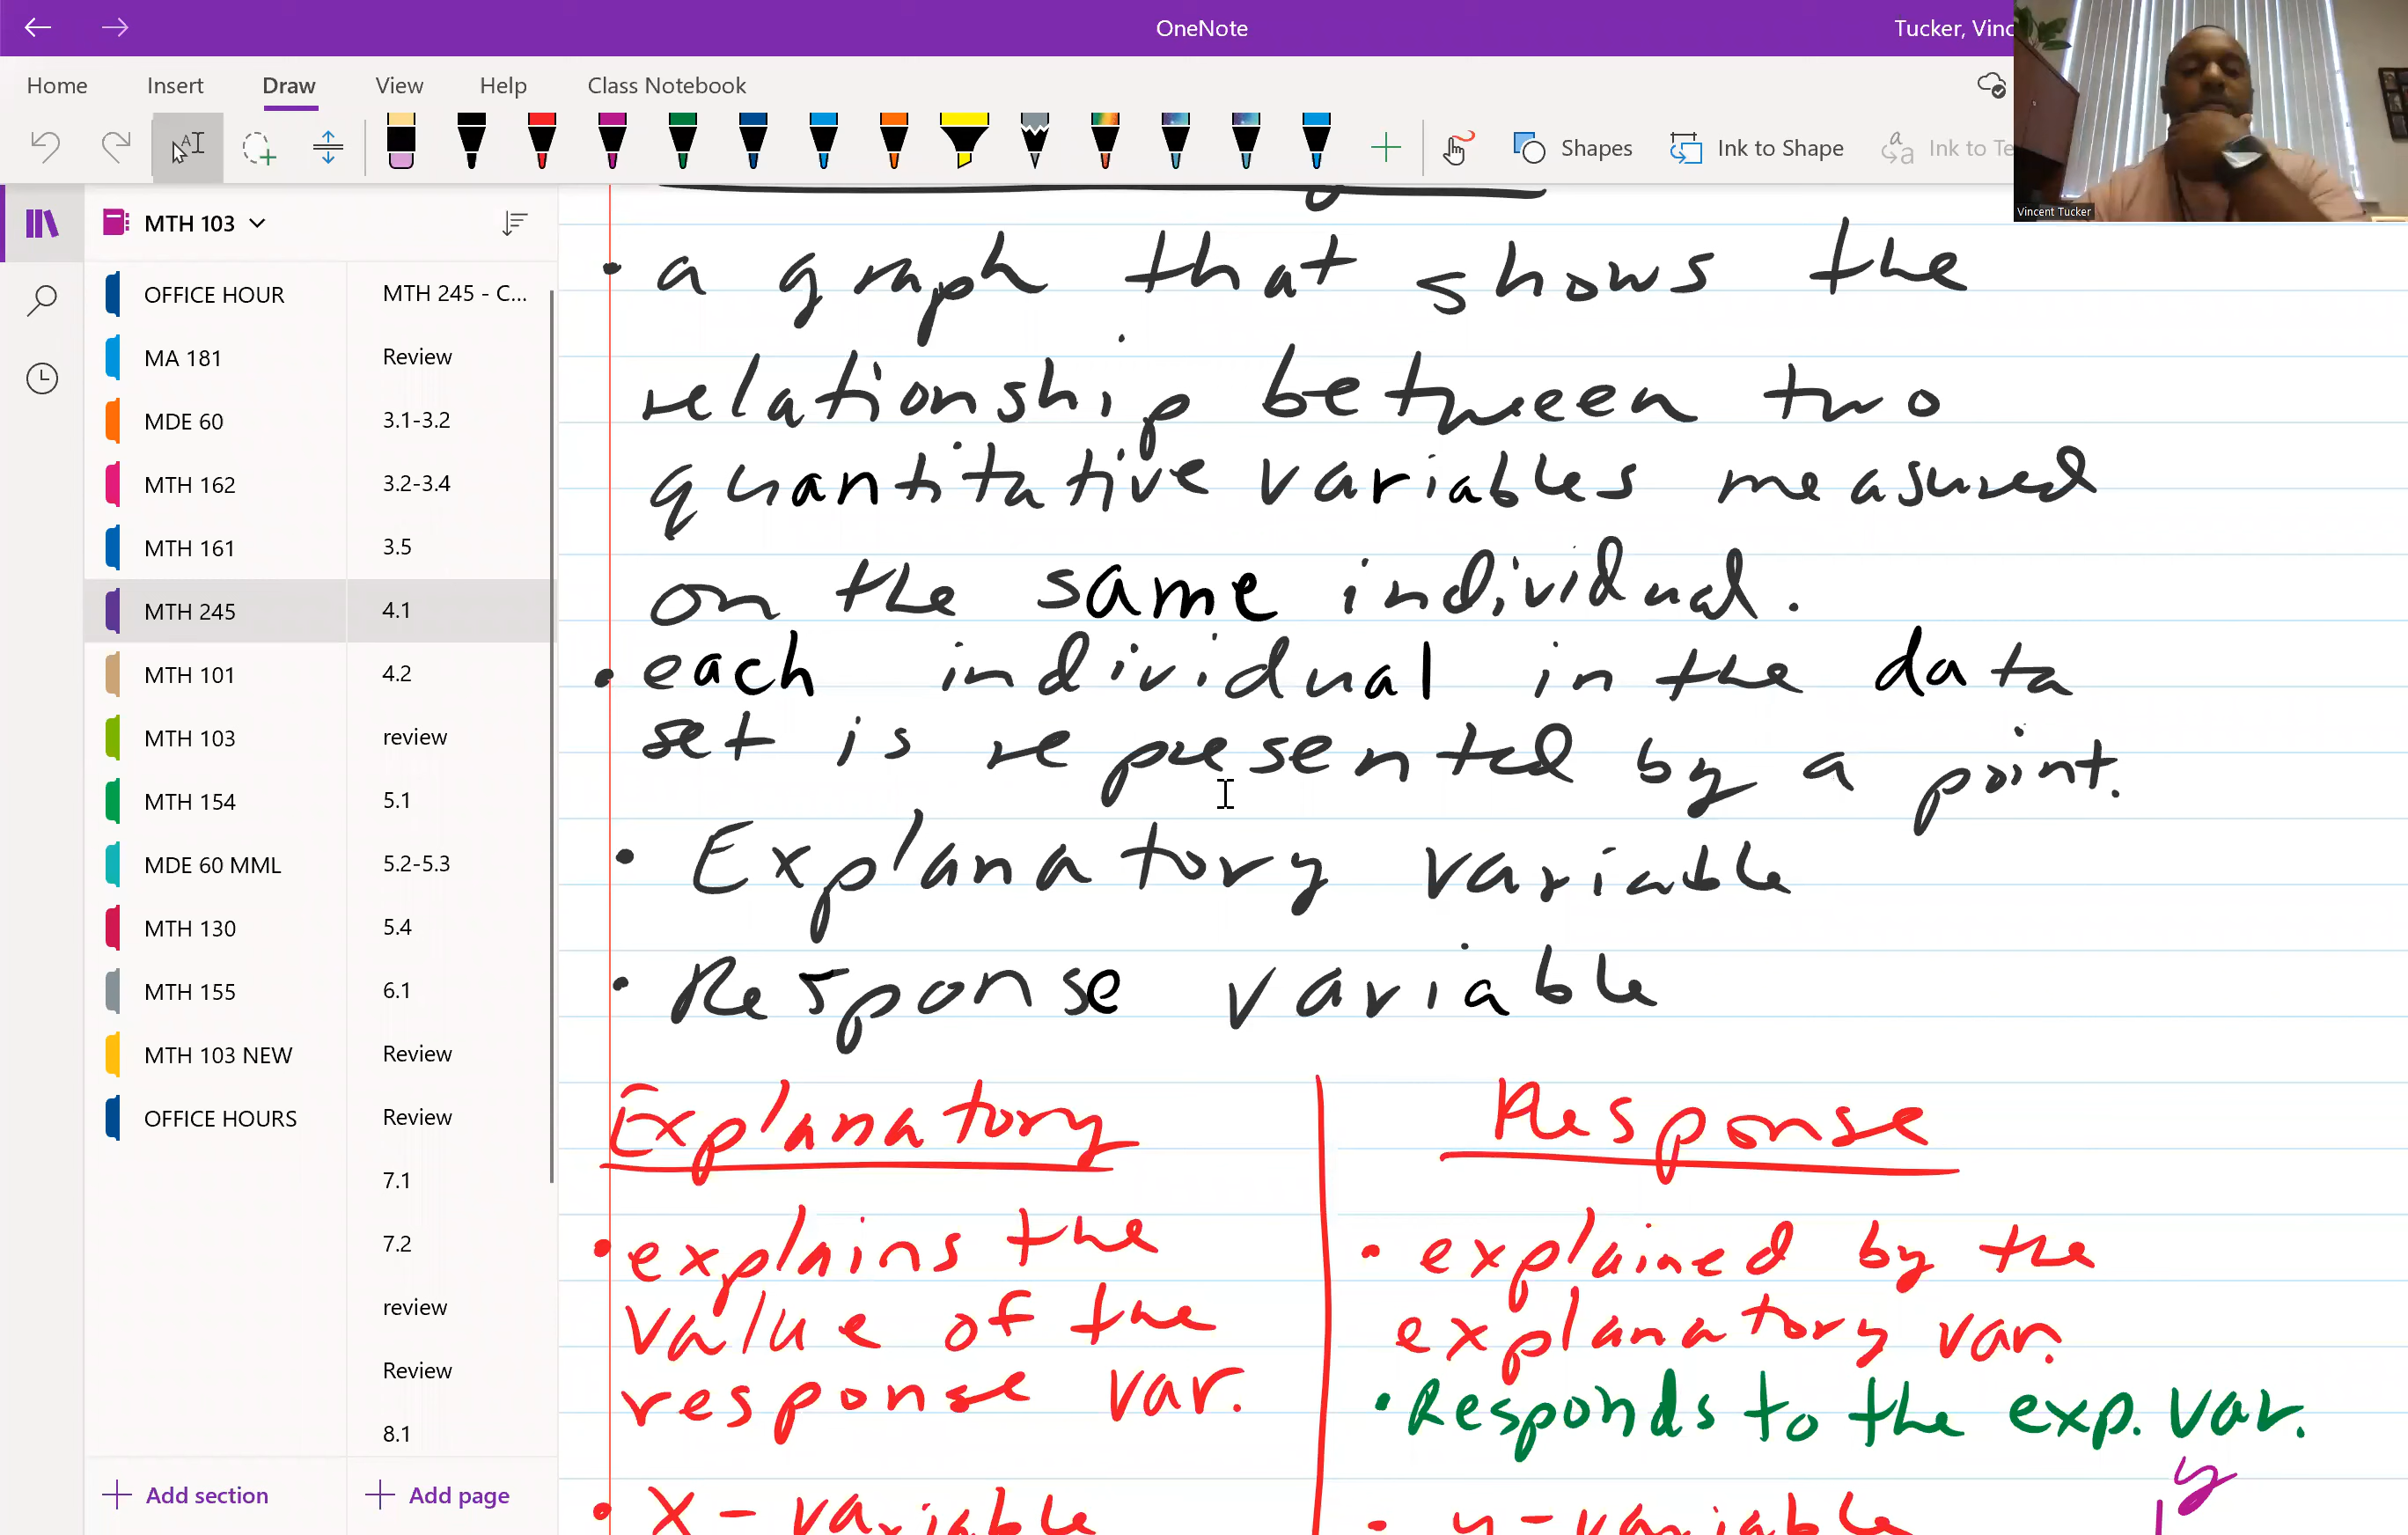 OneNote
Tucker, Vinc
Home
Insert
Draw
View
Help
Class Notebook
Shapes
Ink to Shape
Ink to Te
Vincent Tucker
MTH 103
OFFICE HOUR
MA 181
MDE 60
MTH 162
MTH 161
MTH 245
MTH 101
MTH 103
MTH 154
MDE 60 MML
MTH 130
MTH 155
MTH 103 NEW
OFFICE HOURS
Add section
MTH 245 - C...
Review
3.1-3.2
3.2-3.4
3.5
4.1
4.2
review
5.1
5.2-5.3
5.4
6.1
Review
Review
7.1
7.2
review
Review
8.1
Add page
• a graph that shows the
relationship between two
quantitative variables measured
on the same individual.
• each individual in the data
set is represented by a point.
• Explanatory variable
• Response variable
Explanatory
• explains the
value of the
response var.
• x-variable
Response
• explained by the
explanatory var.
• Responds to the exp. var.
• y-variable
y